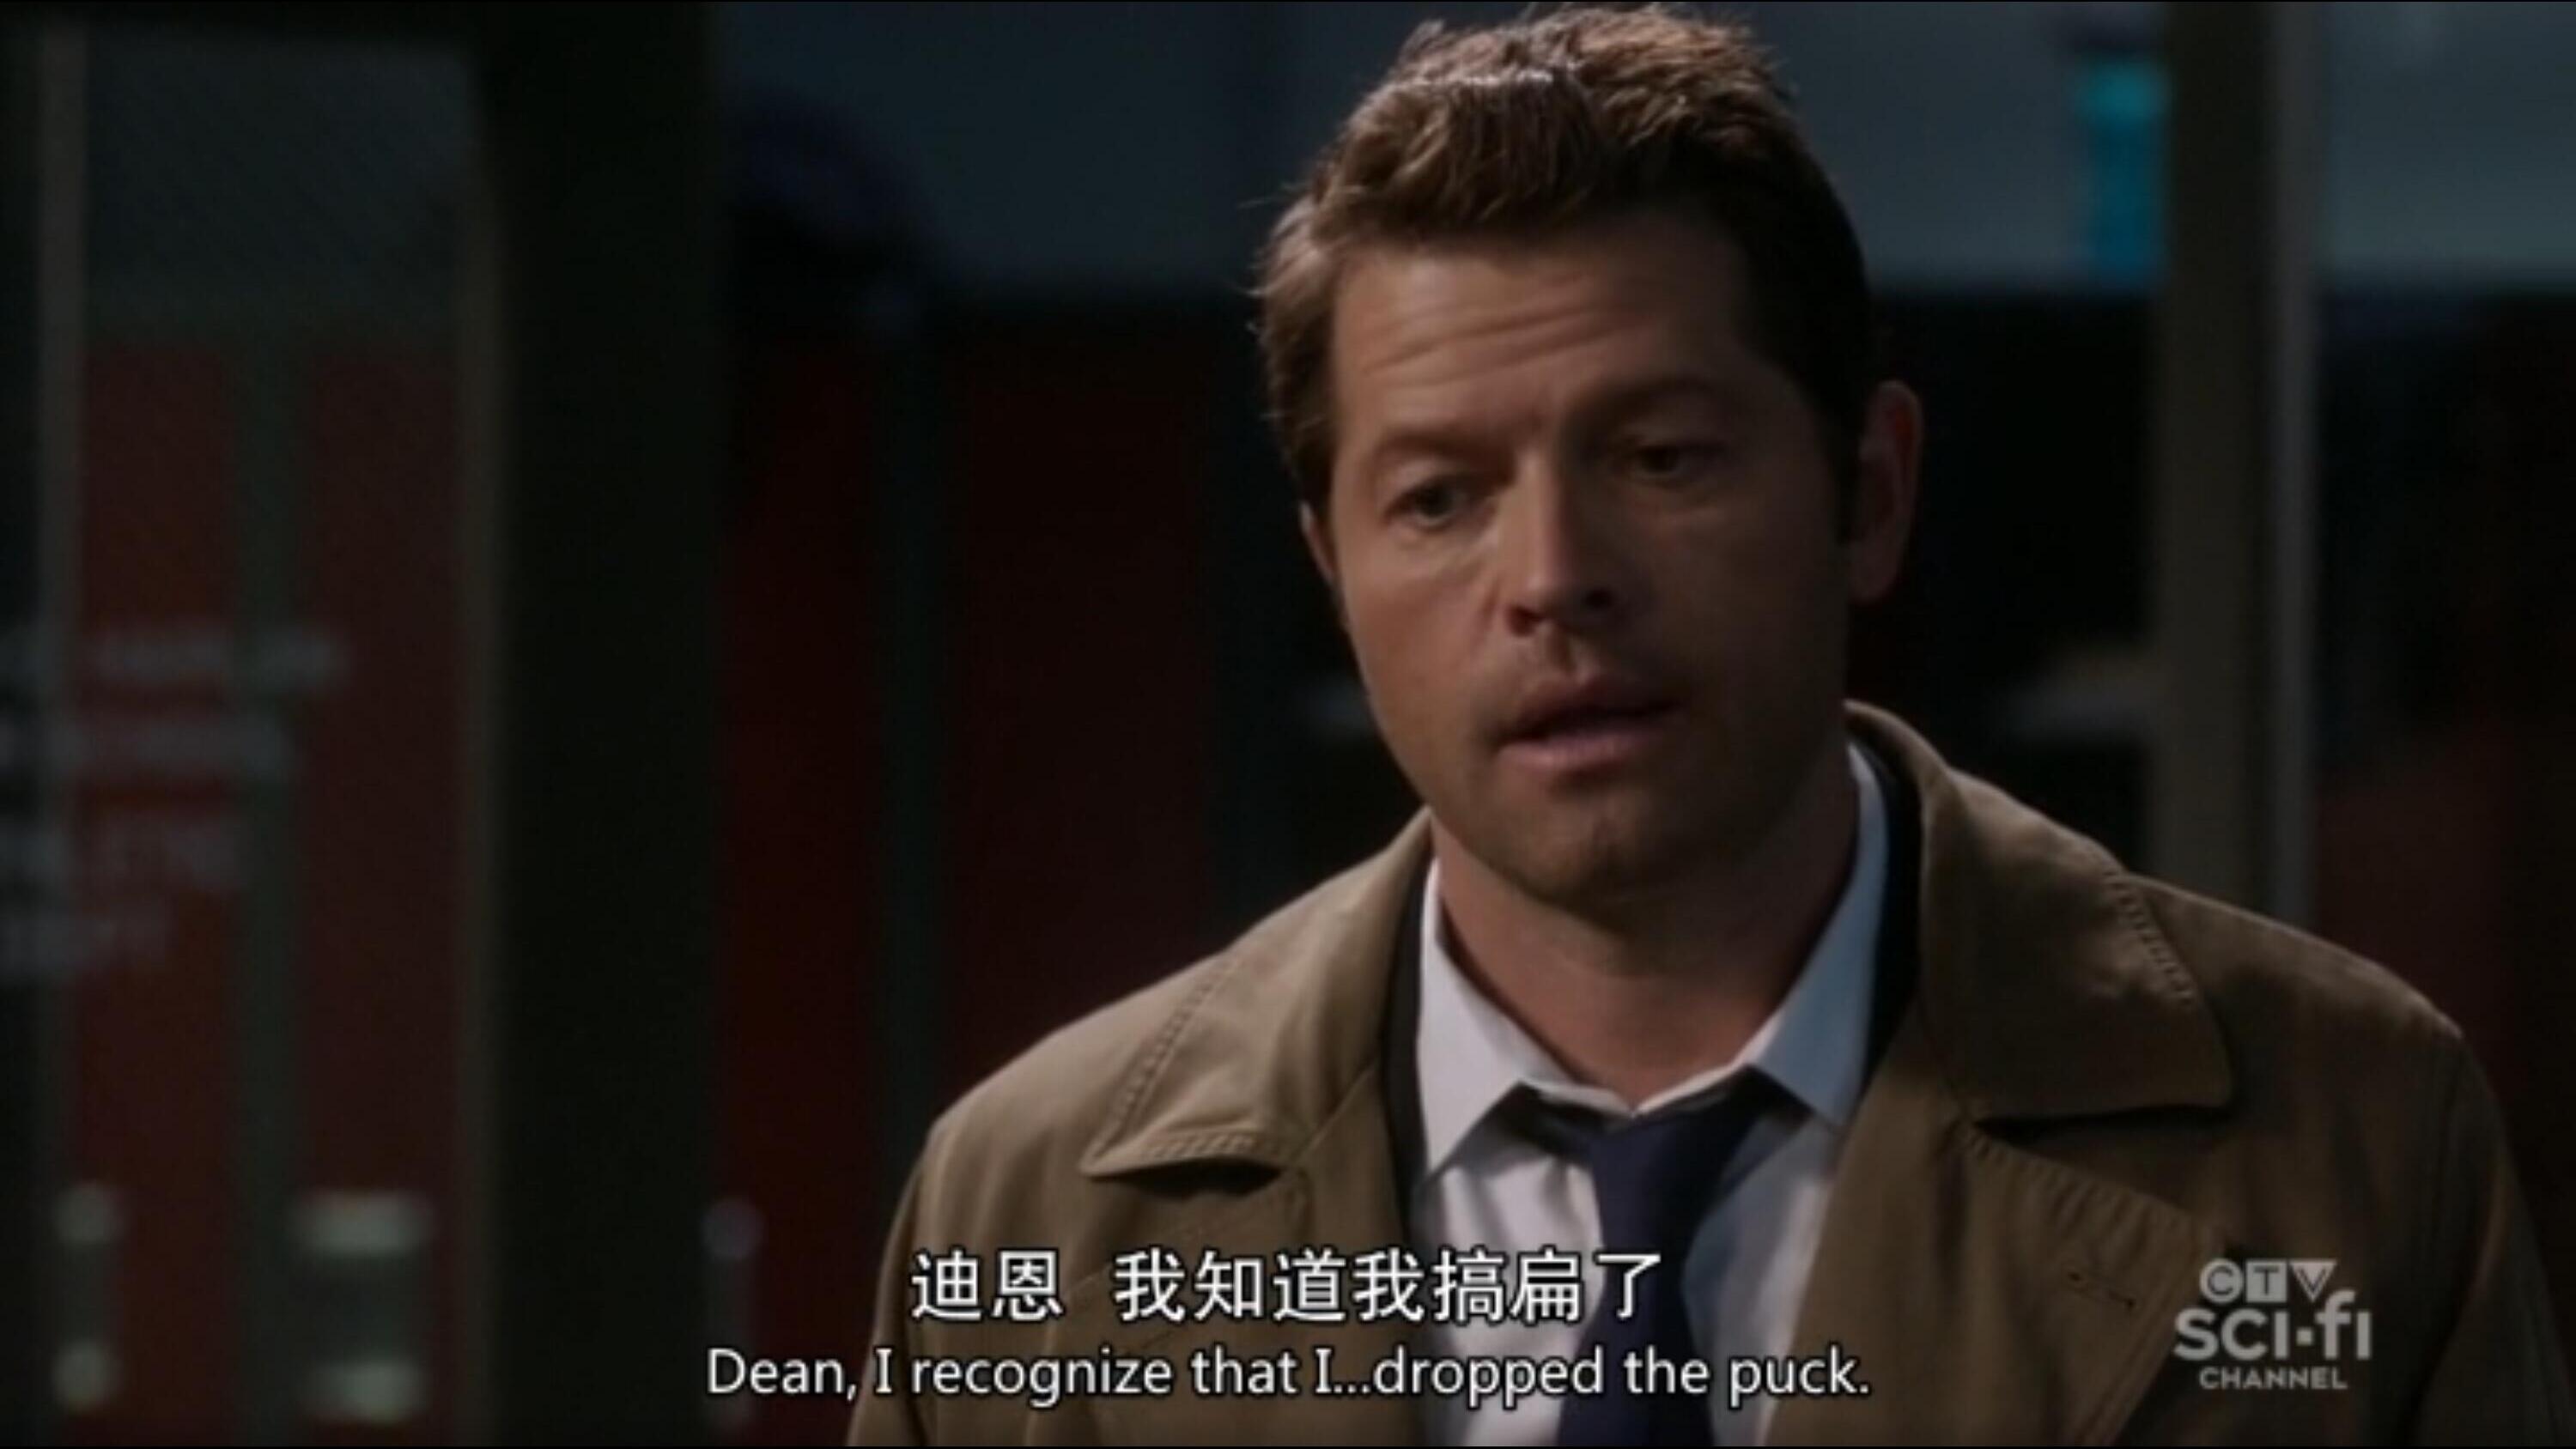 迪恩 我知道我搞扁了
Dean, I recognize that I...dropped the puck.
CTV
SCI-FI
CHANNEL